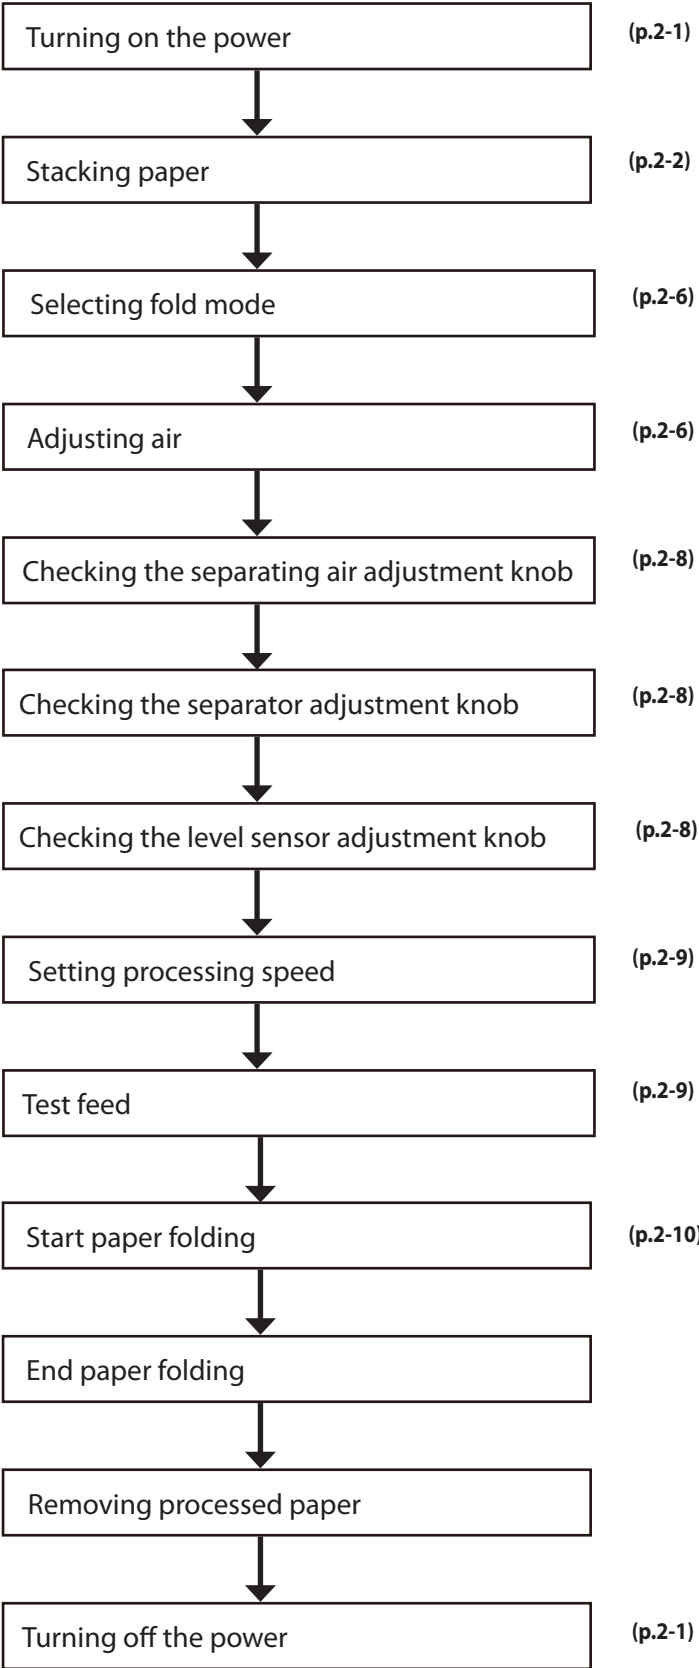 Turning on the power (p.2-1)
Stacking paper (p.2-2)
Selecting fold mode (p.2-6)
Adjusting air (p.2-6)
Checking the separating air adjustment knob (p.2-8)
Checking the separator adjustment knob (p.2-8)
Checking the level sensor adjustment knob (p.2-8)
Setting processing speed (p.2-9)
Test feed (p.2-9)
Start paper folding (p.2-10)
End paper folding
Removing processed paper
Turning off the power (p.2-1)